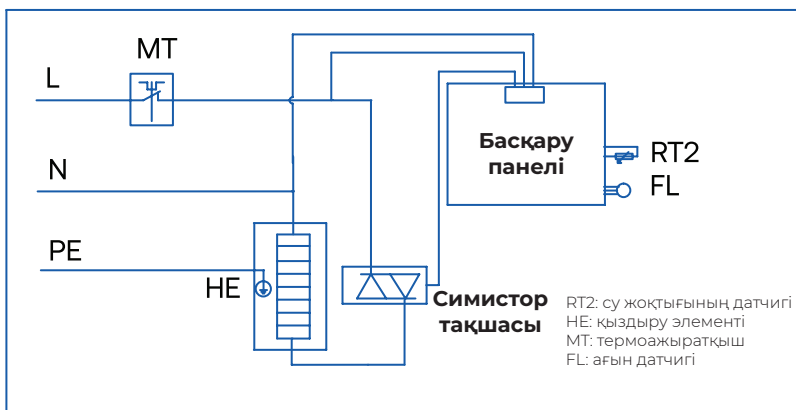 MT
L
Басқару
панелі
RT2
FL
N
PE
HE
Симистор
тақшасы
RT2: су жоқтығының датчигі
HE: қыздыру элементі
MT: термоажыратқыш
FL: ағын датчигі